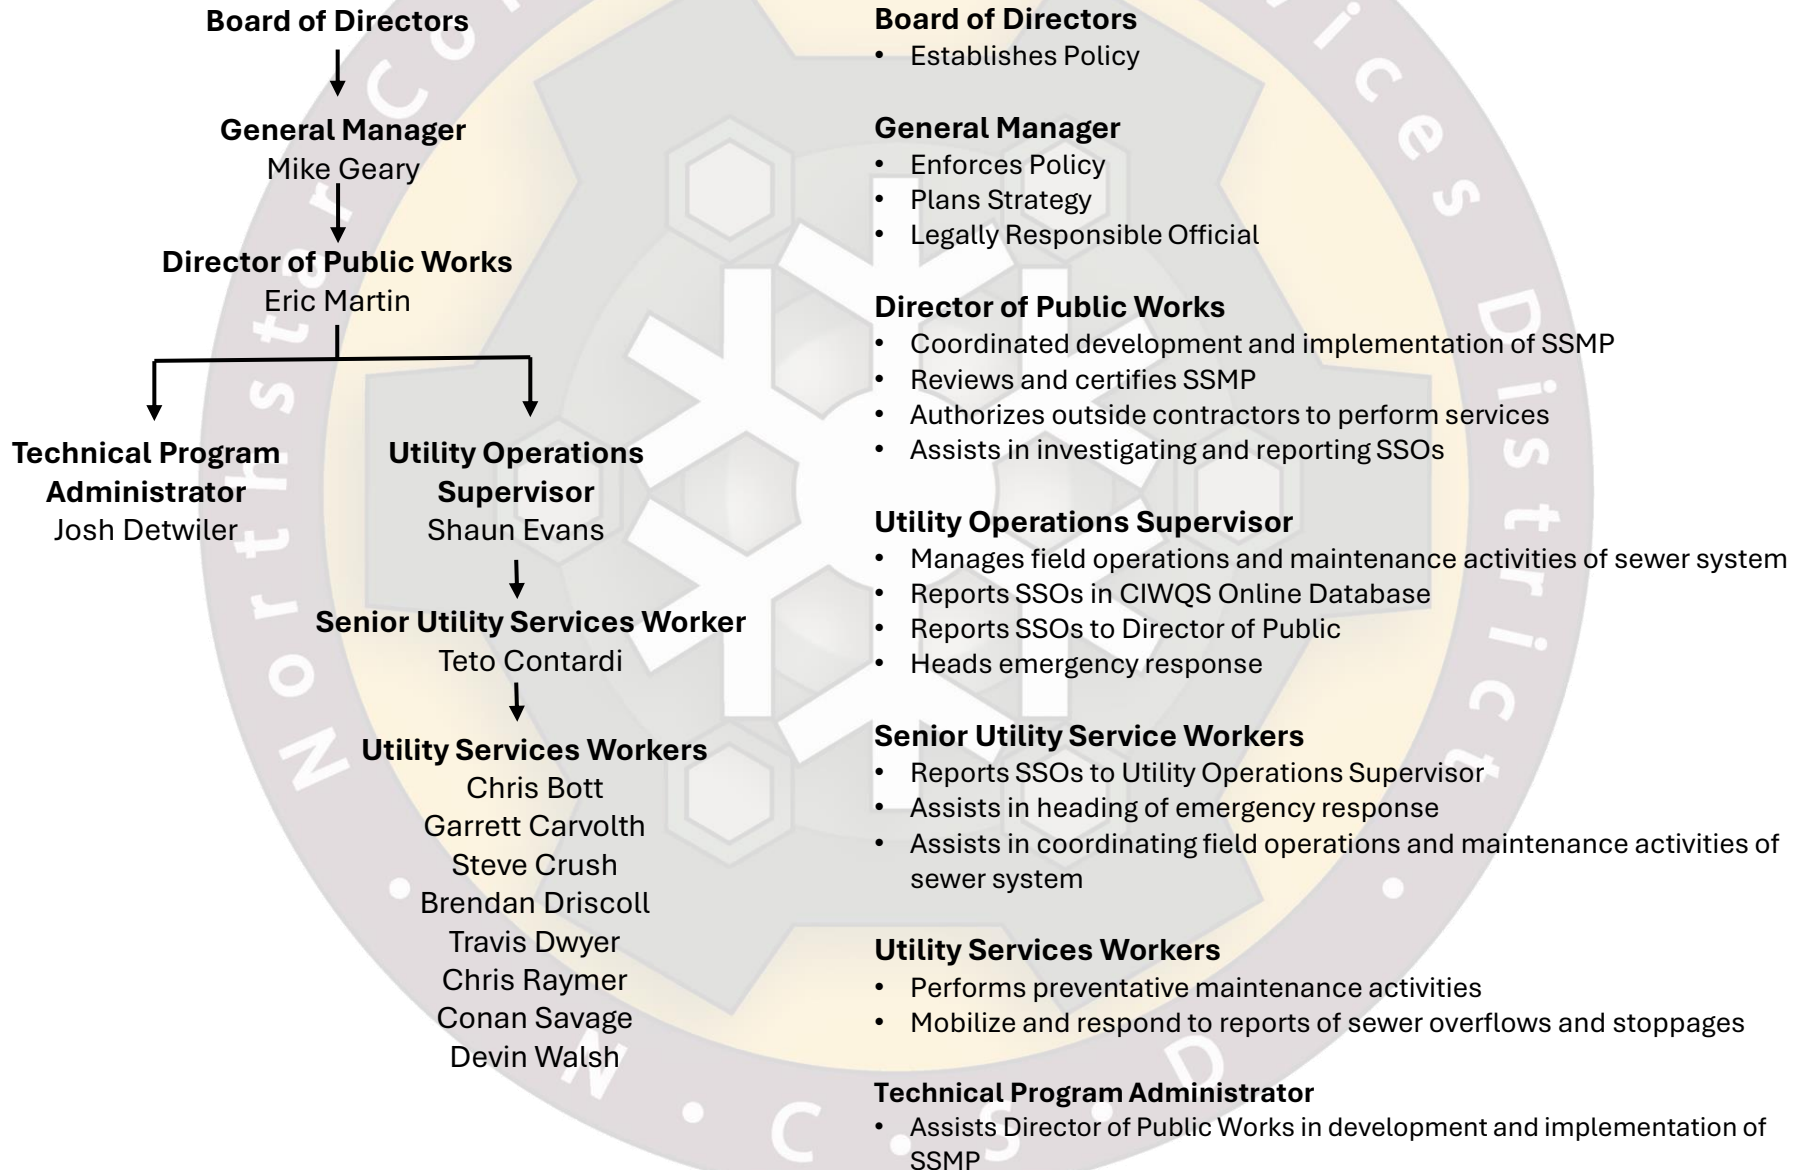 Board of Directors
General Manager
Mike Geary
Director of Public Works
Eric Martin
Technical Program
Administrator
Josh Detwiler
Utility Operations
Supervisor
Shaun Evans
Senior Utility Services Worker
Teto Contardi
Utility Services Workers
Chris Bott
Garrett Carvolth
Steve Crush
Brendan Driscoll
Travis Dwyer
Chris Raymer
Conan Savage
Devin Walsh
Board of Directors
• Establishes Policy
General Manager
• Enforces Policy
• Plans Strategy
• Legally Responsible Official
Director of Public Works
• Coordinated development and implementation of SSMP
• Reviews and certifies SSMP
• Authorizes outside contractors to perform services
• Assists in investigating and reporting SSOs
Utility Operations Supervisor
• Manages field operations and maintenance activities of sewer system
• Reports SSOs in CIWQS Online Database
• Reports SSOs to Director of Public
• Heads emergency response
Senior Utility Service Workers
• Reports SSOs to Utility Operations Supervisor
• Assists in heading of emergency response
• Assists in coordinating field operations and maintenance activities of
sewer system
Utility Services Workers
• Performs preventative maintenance activities
• Mobilize and respond to reports of sewer overflows and stoppages
Technical Program Administrator
• Assists Director of Public Works in development and implementation of
SSMP
Northstar
District
N • C • S • D